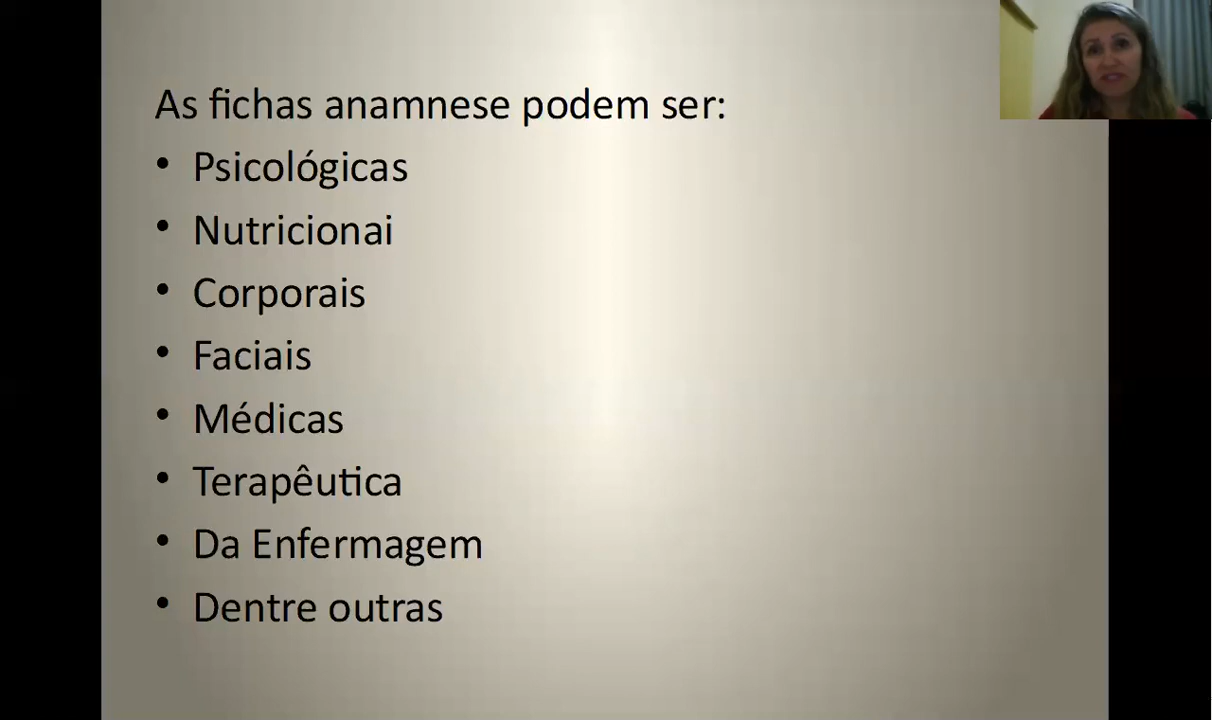 As fichas anamnese podem ser:
• Psicológicas
• Nutricionai
• Corporais
• Faciais
• Médicas
• Terapêutica
• Da Enfermagem
• Dentre outras